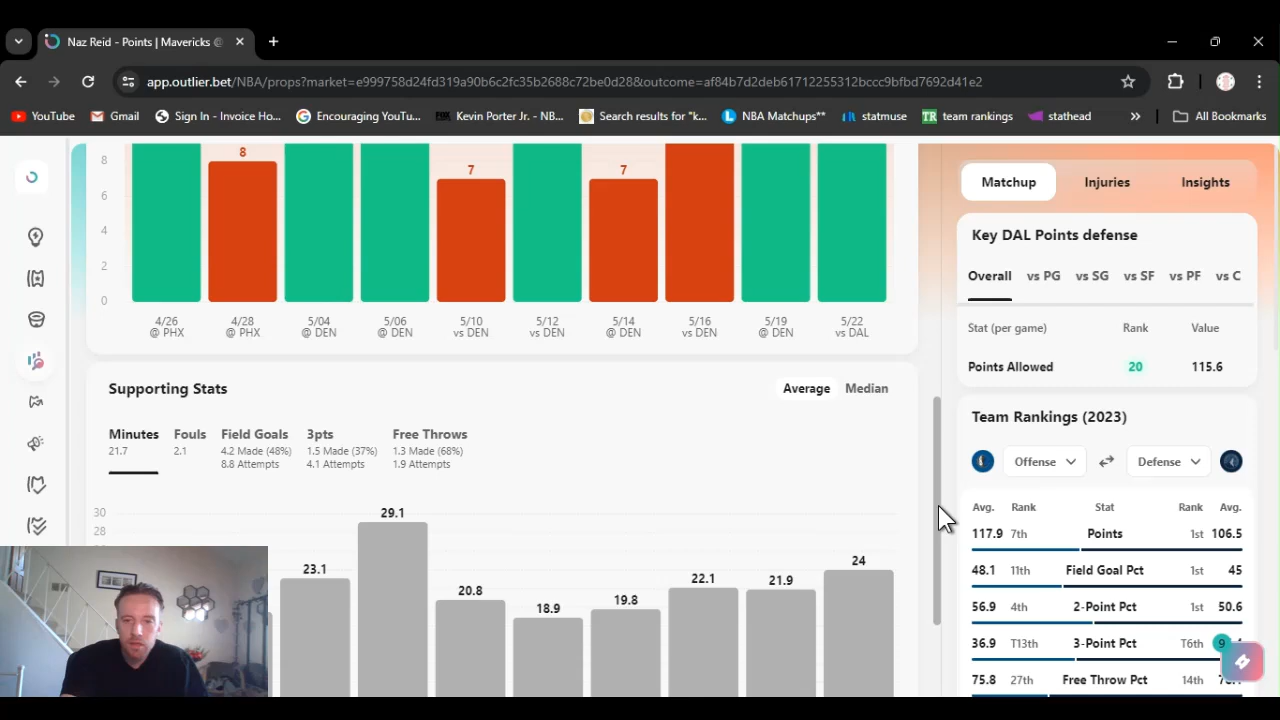 Naz Reid - Points | Mavericks @
app.outlier.bet/NBA/props?market=e999758d24fd319a90b6c2fc35b2688c72be0d28&outcome=af84b7d2deb61712255312bccc9bfbd7692d41e2
YouTube Gmail Sign In - Invoice Ho... Encouraging YouTu... FOX Kevin Porter Jr. - NB... Search results for "k... NBA Matchups** statmuse TR team rankings stathead » All Bookmarks
8
6
4
2
0
8
7
7
4/26 4/28 5/04 5/06 5/10 5/12 5/14 5/16 5/19 5/22
@ PHX @ PHX @ DEN @ DEN vs DEN vs DEN @ DEN vs DEN @ DEN vs DAL
Supporting Stats
Average Median
Minutes Fouls Field Goals 3pts Free Throws
21.7 2.1 4.2 Made (48%) 1.5 Made (37%) 1.3 Made (68%)
8.8 Attempts 4.1 Attempts 1.9 Attempts
30
28
23.1 29.1 20.8 18.9 19.8 22.1 21.9 24
Matchup Injuries Insights
Key DAL Points defense
Overall vs PG vs SG vs SF vs PF vs C
Stat (per game) Rank Value
Points Allowed 20 115.6
Team Rankings (2023)
Offense Defense
Avg. Rank Stat Rank Avg.
117.9 7th Points 1st 106.5
48.1 11th Field Goal Pct 1st 45
56.9 4th 2-Point Pct 1st 50.6
36.9 T13th 3-Point Pct T6th
9
75.8 27th Free Throw Pct 14th